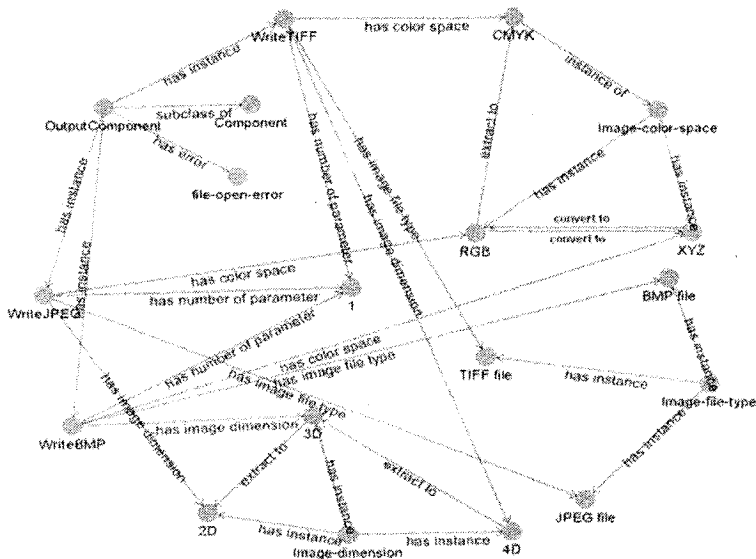 WriteTIFF
has color space
CMYK
has instance
instance of
OutputComponent
subclass of
Component
Image-color-space
has error
file-open-error
extract to
has instance
has instance
has number of parameter
has image file type
has image dimension
has instance
has instance
convert to
convert to
RGB
XYZ
has color space
WriteJPEG
has number of parameter
1
BMP file
has number of parameter
has color space
has image file type
has image file type
TIFF file
has instance
has instance
Image-file-type
has image dimension
WriteBMP
has image dimension
3D
has instance
extract to
has instance
extract to
JPEG file
2D
has instance
Image-dimension
has instance
4D